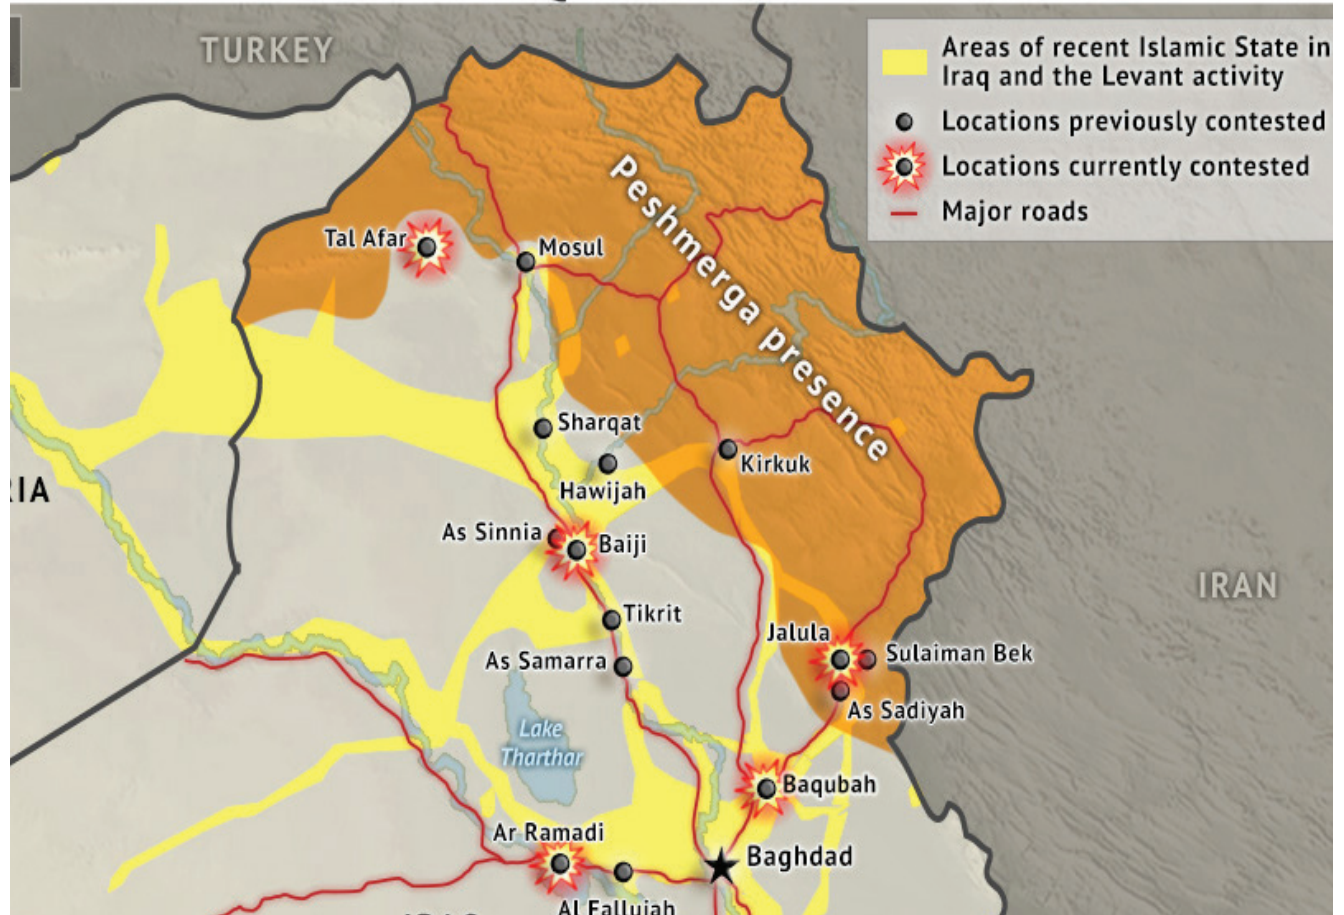 TURKEY
Areas of recent Islamic State in
Iraq and the Levant activity
Locations previously contested
Locations currently contested
Major roads
Peshmerga presence
Tal Afar
Mosul
Sharqat
Kirkuk
Hawijah
RIA
As Sinnia
Baiji
IRAN
Tikrit
Jalula
Sulaiman Bek
As Samarra
As Sadiyah
Lake
Tharthar
Baqubah
Ar Ramadi
Baghdad
Al Fallujah